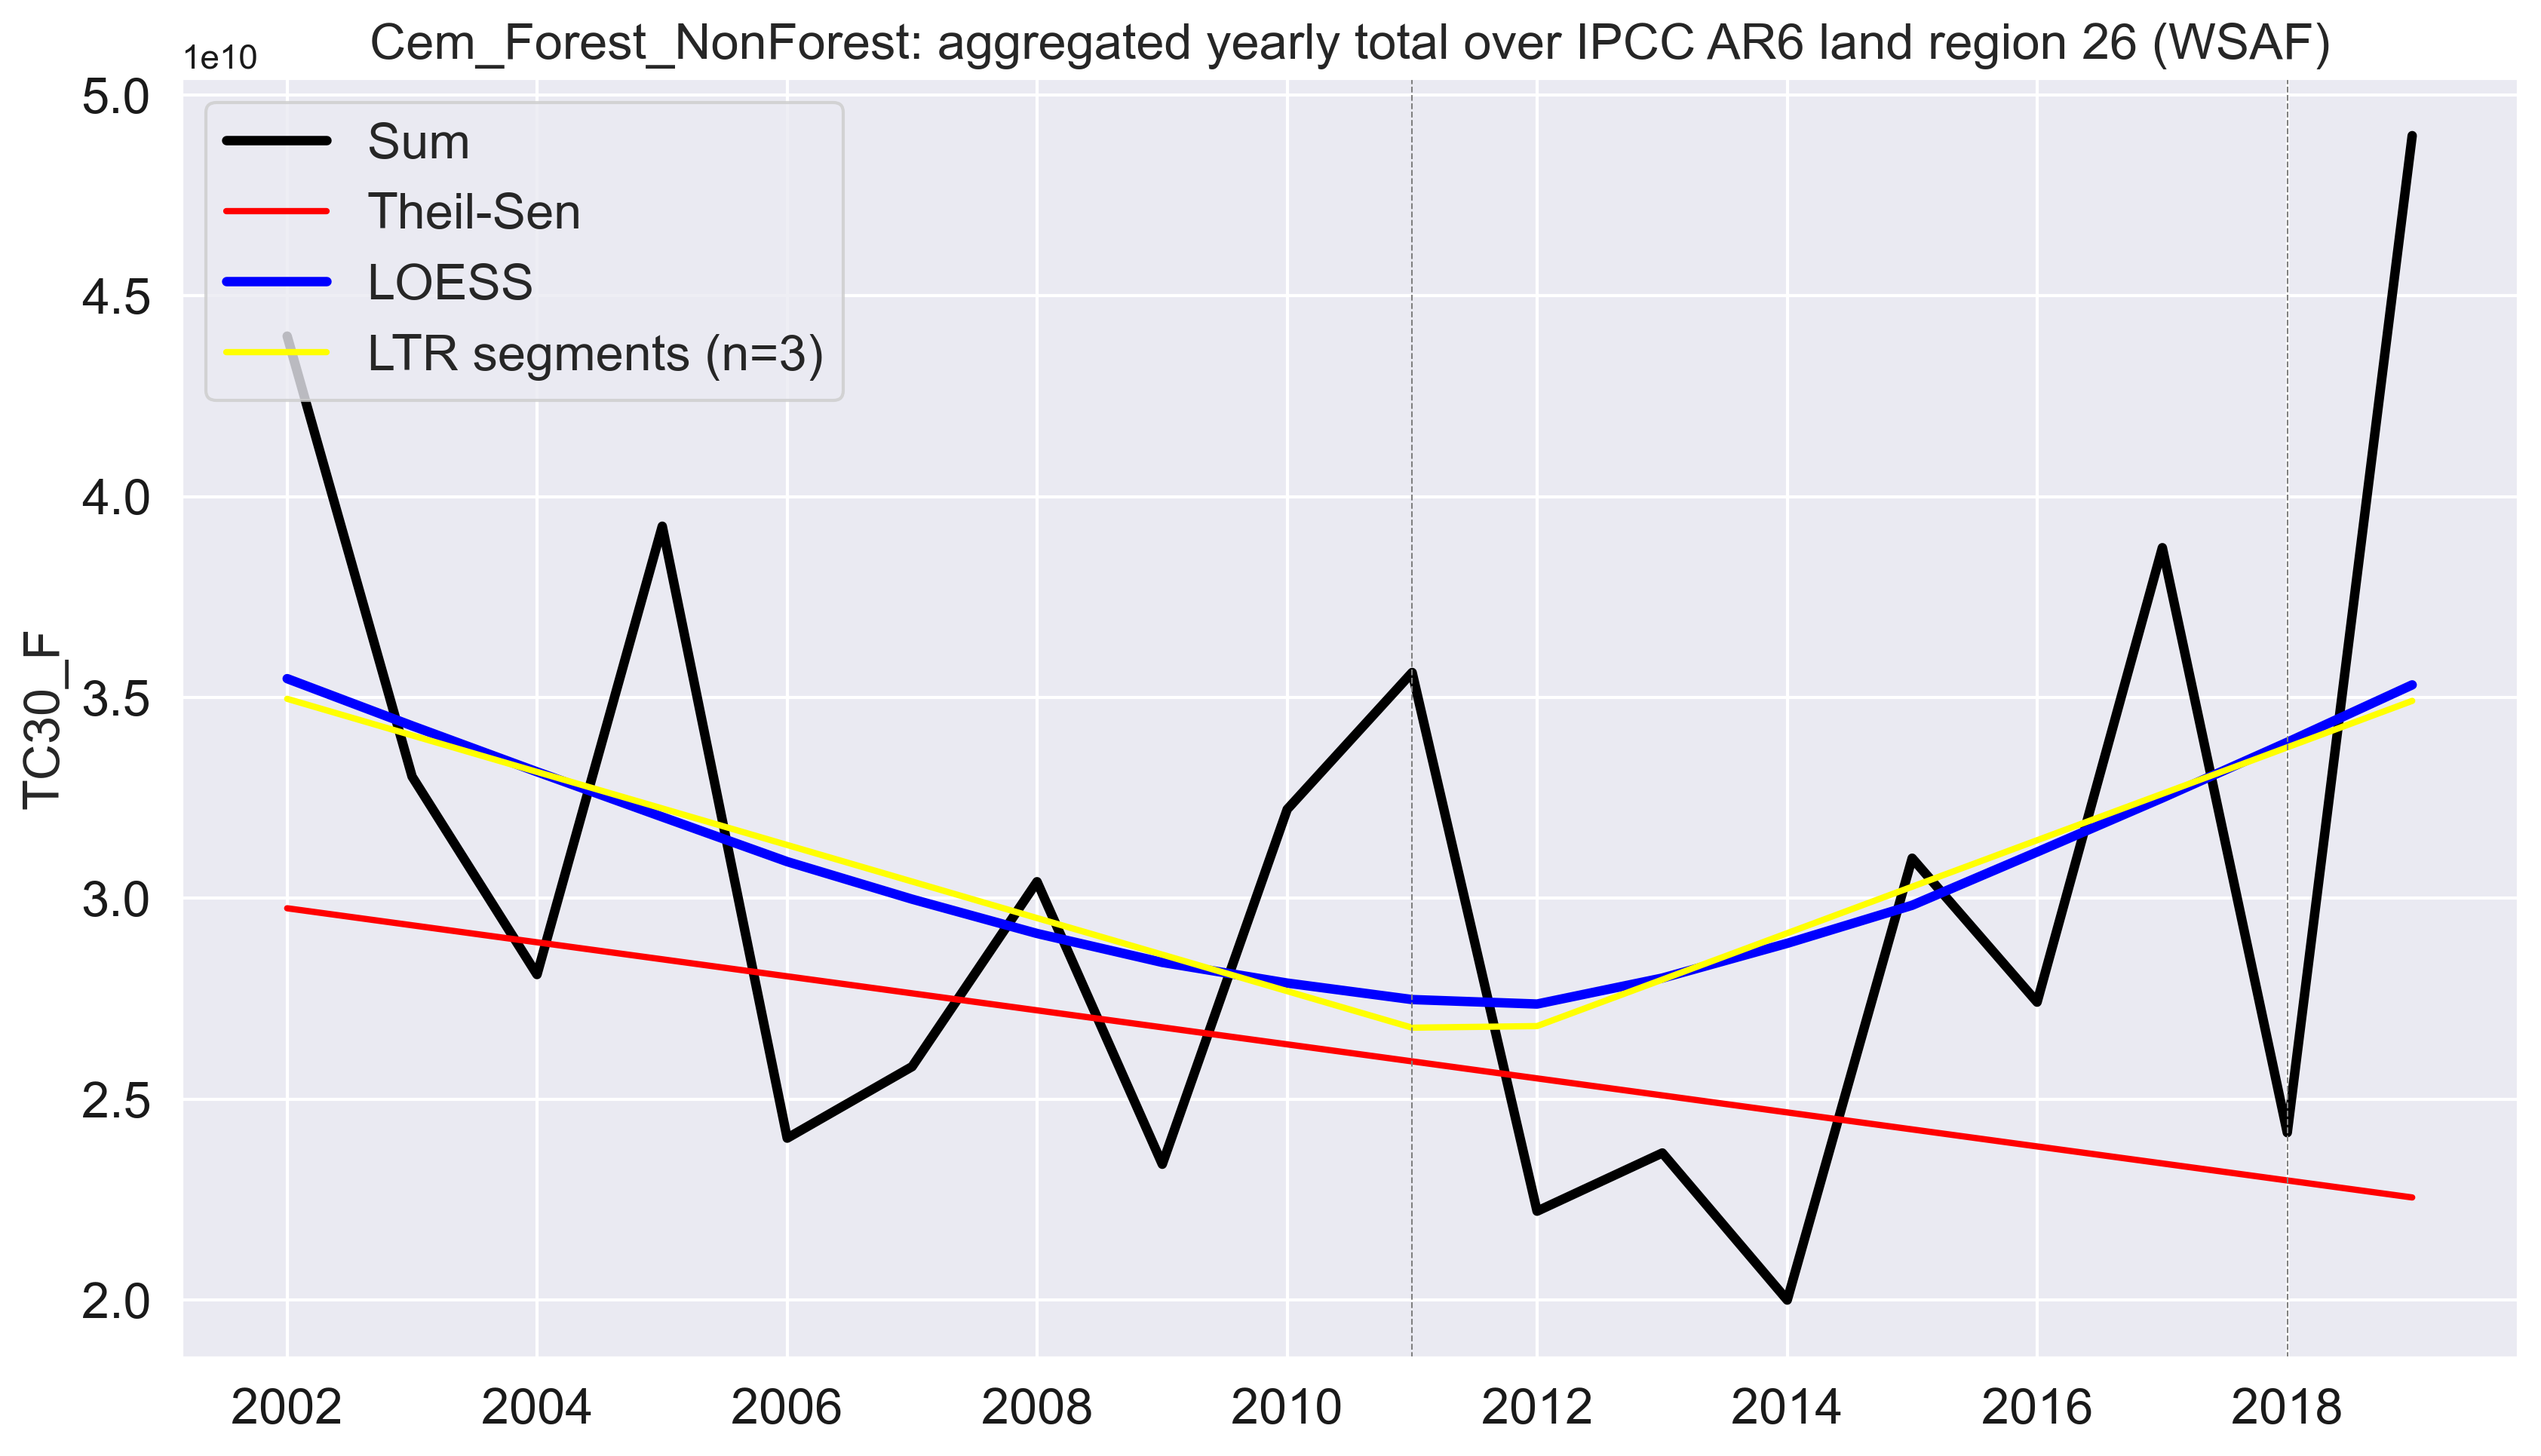 Cem_Forest_NonForest: aggregated yearly total over IPCC AR6 land region 26 (WSAF)
1e10
5.0
4.5
4.0
3.5
3.0
2.5
2.0
TC30_F
Sum
Theil-Sen
LOESS
LTR segments (n=3)
2002 2004 2006 2008 2010 2012 2014 2016 2018